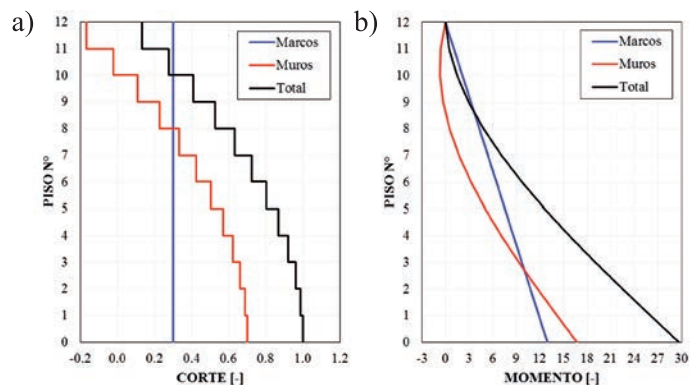 a)
PISO N°
12
11
10
9
8
7
6
5
4
3
2
1
0
-0.2 0.0 0.2 0.4 0.6 0.8 1.0 1.2
CORTE [-]
Marcos
Muros
Total
b)
PISO N°
12
11
10
9
8
7
6
5
4
3
2
1
0
-3 0 3 6 9 12 15 18 21 24 27 30
MOMENTO [-]
Marcos
Muros
Total